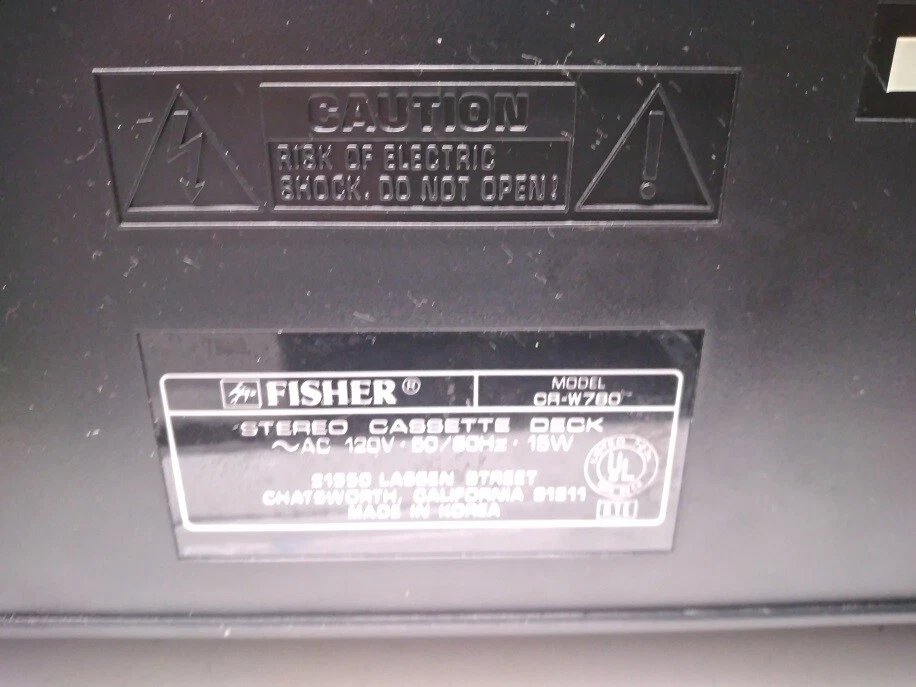 CAUTION
RISK OF ELECTRIC
SHOCK. DO NOT OPEN!
FISHER®
MODEL
CR-W780
STEREO CASSETTE DECK
~AC 120V · 50/60Hz · 15W
LASSEN STREET
CHATSWORTH, CALIFORNIA 91311
MADE IN KOREA
LISTED
UL